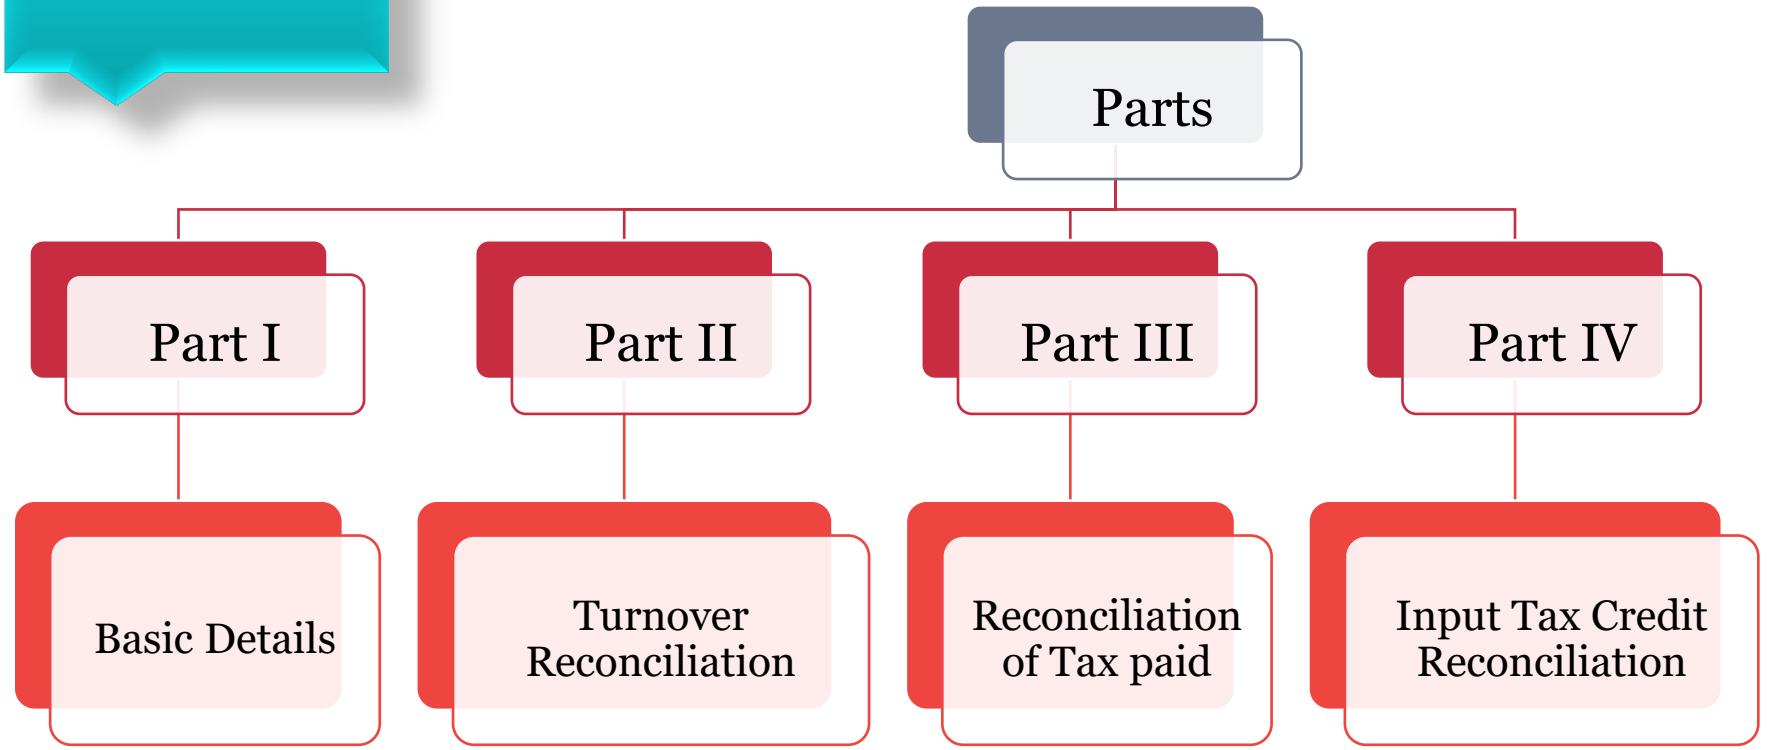 Parts
Part I
Part II
Part III
Part IV
Basic Details
Turnover
Reconciliation
Reconciliation
of Tax paid
Input Tax Credit
Reconciliation